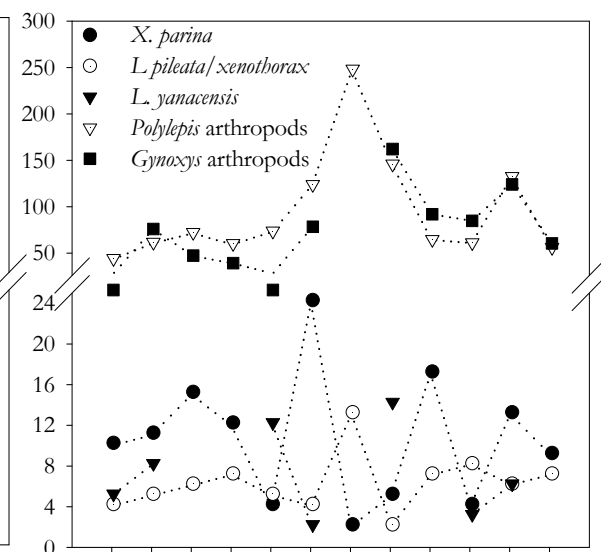 300
250
200
150
100
50
24
20
16
12
8
4
0
X. parina
L. pileata/xenothorax
L. yanacensis
Polylepis arthropods
Gynoxys arthropods